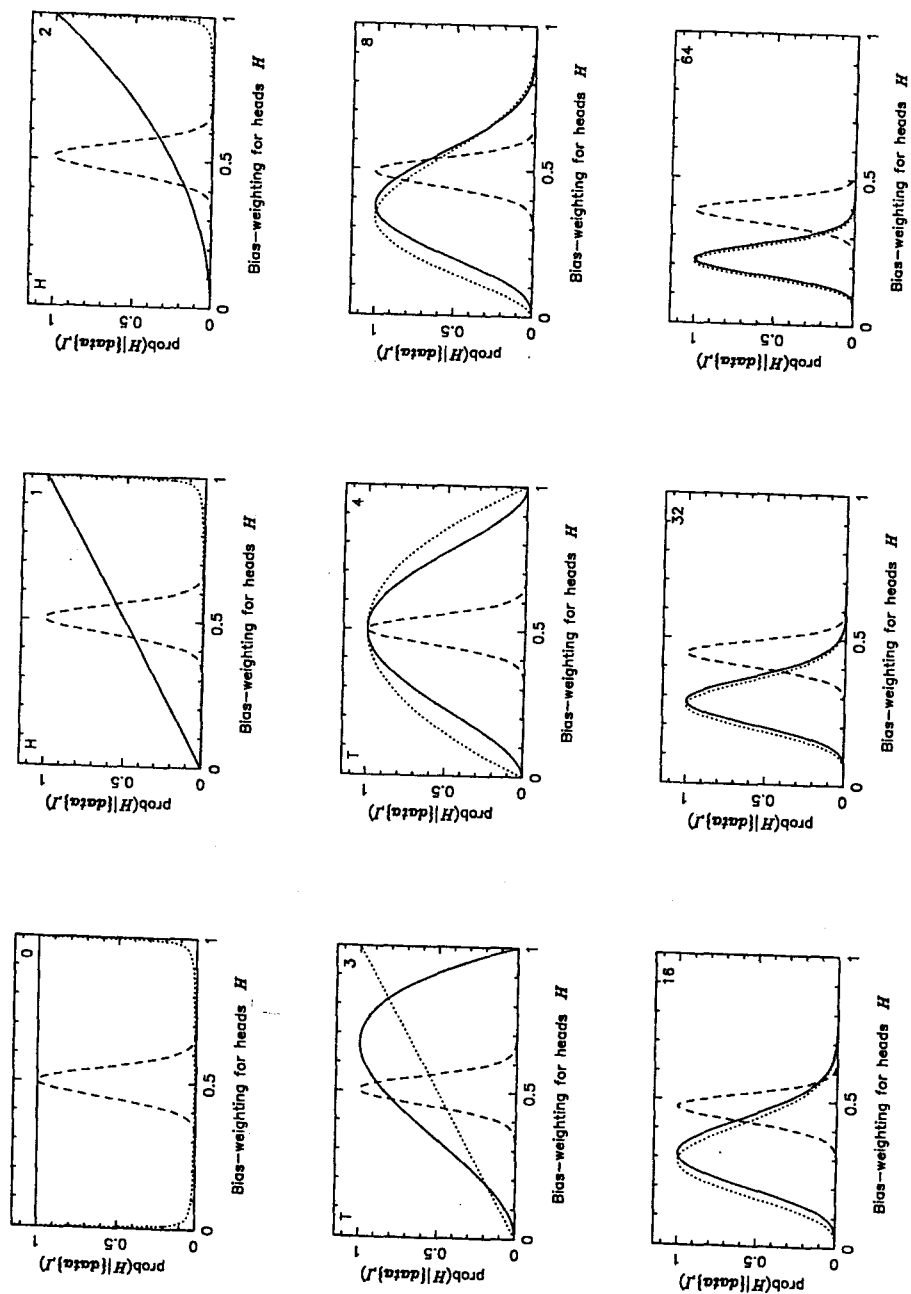 0
prob(H|{data},I)
1
0.5
0
0 0.5 1
Bias-weighting for heads H
H 1
prob(H|{data},I)
1
0.5
0
0 0.5 1
Bias-weighting for heads H
H 2
prob(H|{data},I)
1
0.5
0
0 0.5 1
Bias-weighting for heads H
T 3
prob(H|{data},I)
1
0.5
0
0 0.5 1
Bias-weighting for heads H
T 4
prob(H|{data},I)
1
0.5
0
0 0.5 1
Bias-weighting for heads H
8
prob(H|{data},I)
1
0.5
0
0 0.5 1
Bias-weighting for heads H
16
prob(H|{data},I)
1
0.5
0
0 0.5 1
Bias-weighting for heads H
32
prob(H|{data},I)
1
0.5
0
0 0.5 1
Bias-weighting for heads H
64
prob(H|{data},I)
1
0.5
0
0 0.5 1
Bias-weighting for heads H